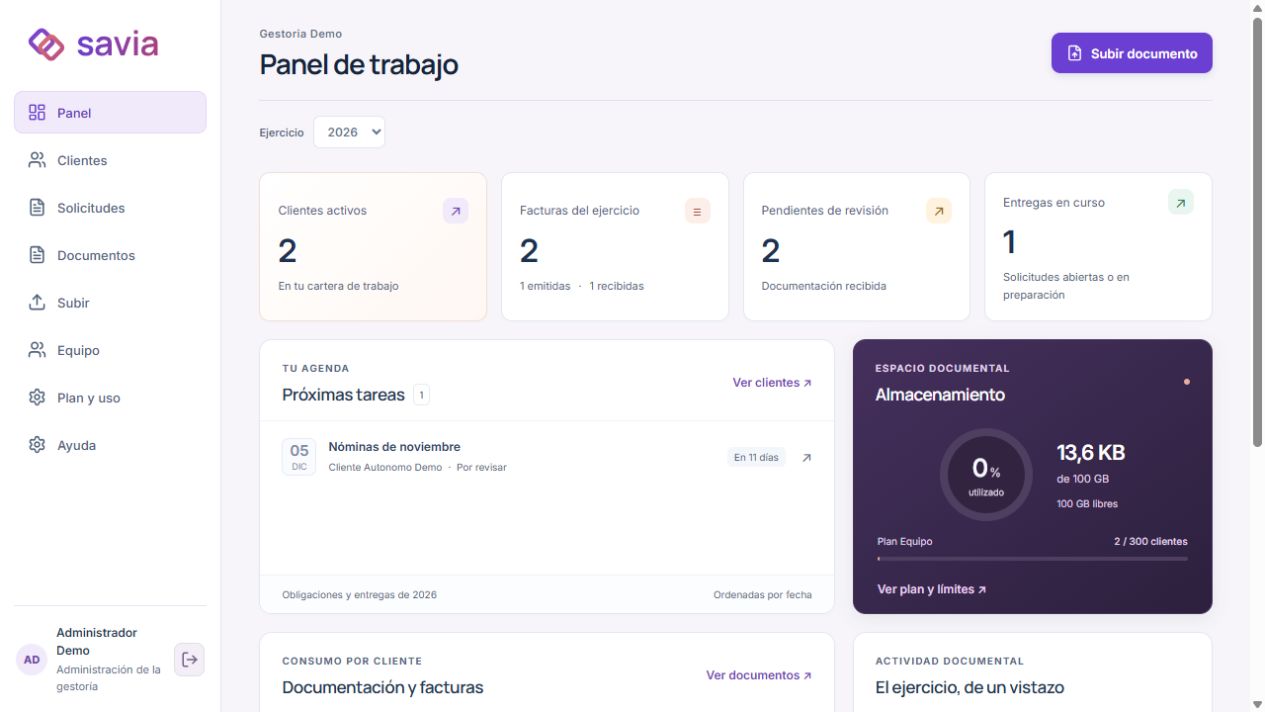 savia
Panel
Clientes
Solicitudes
Documentos
Subir
Equipo
Plan y uso
Ayuda
AD
Administrador
Demo
Administración de la
gestoría
Gestoria Demo
Panel de trabajo
Subir documento
Ejercicio
2026
Clientes activos
2
En tu cartera de trabajo
Facturas del ejercicio
2
1 emitidas · 1 recibidas
Pendientes de revisión
2
Documentación recibida
Entregas en curso
1
Solicitudes abiertas o en
preparación
TU AGENDA
Próximas tareas 1
Ver clientes
05
DIC
Nóminas de noviembre
Cliente Autonomo Demo · Por revisar
En 11 días
Obligaciones y entregas de 2026
Ordenadas por fecha
ESPACIO DOCUMENTAL
Almacenamiento
0%
utilizado
13,6 KB
de 100 GB
100 GB libres
Plan Equipo
2 / 300 clientes
Ver plan y límites
CONSUMO POR CLIENTE
Documentación y facturas
Ver documentos
ACTIVIDAD DOCUMENTAL
El ejercicio, de un vistazo